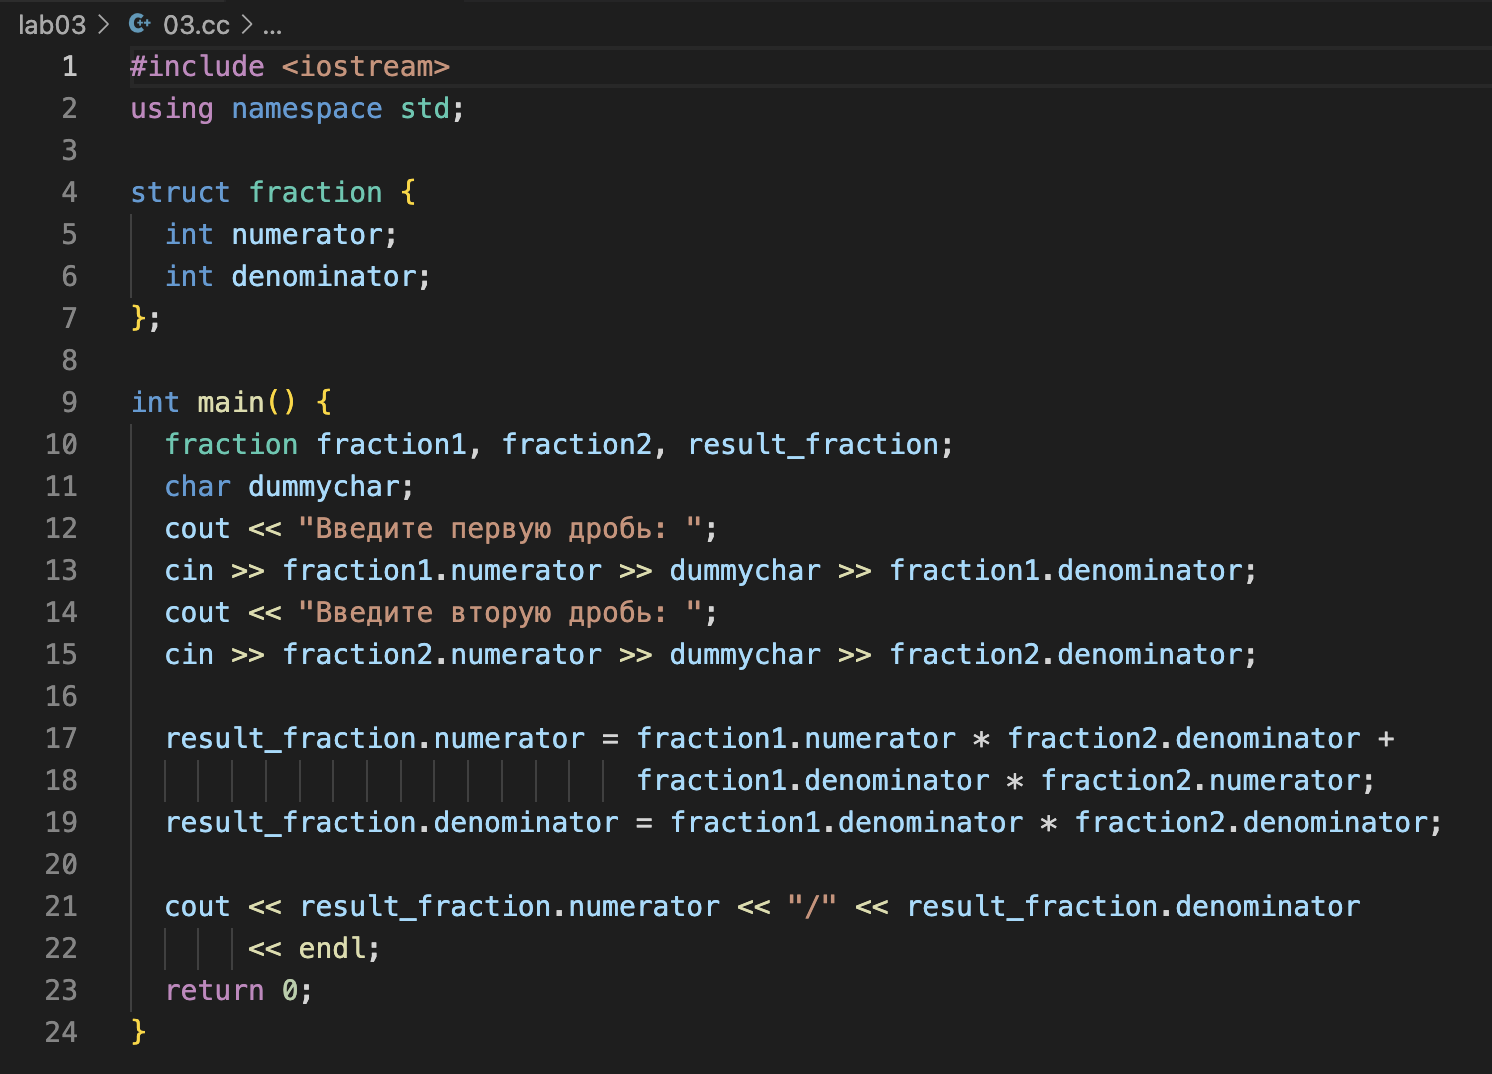 lab03 > C++ 03.cc > ...
1 #include <iostream>
2 using namespace std;
3
4 struct fraction {
5   int numerator;
6   int denominator;
7 };
8
9 int main() {
10   fraction fraction1, fraction2, result_fraction;
11   char dummychar;
12   cout << "Введите первую дробь: ";
13   cin >> fraction1.numerator >> dummychar >> fraction1.denominator;
14   cout << "Введите вторую дробь: ";
15   cin >> fraction2.numerator >> dummychar >> fraction2.denominator;
16
17   result_fraction.numerator = fraction1.numerator * fraction2.denominator +
18                               fraction1.denominator * fraction2.numerator;
19   result_fraction.denominator = fraction1.denominator * fraction2.denominator;
20
21   cout << result_fraction.numerator << "/" << result_fraction.denominator
22        << endl;
23   return 0;
24 }